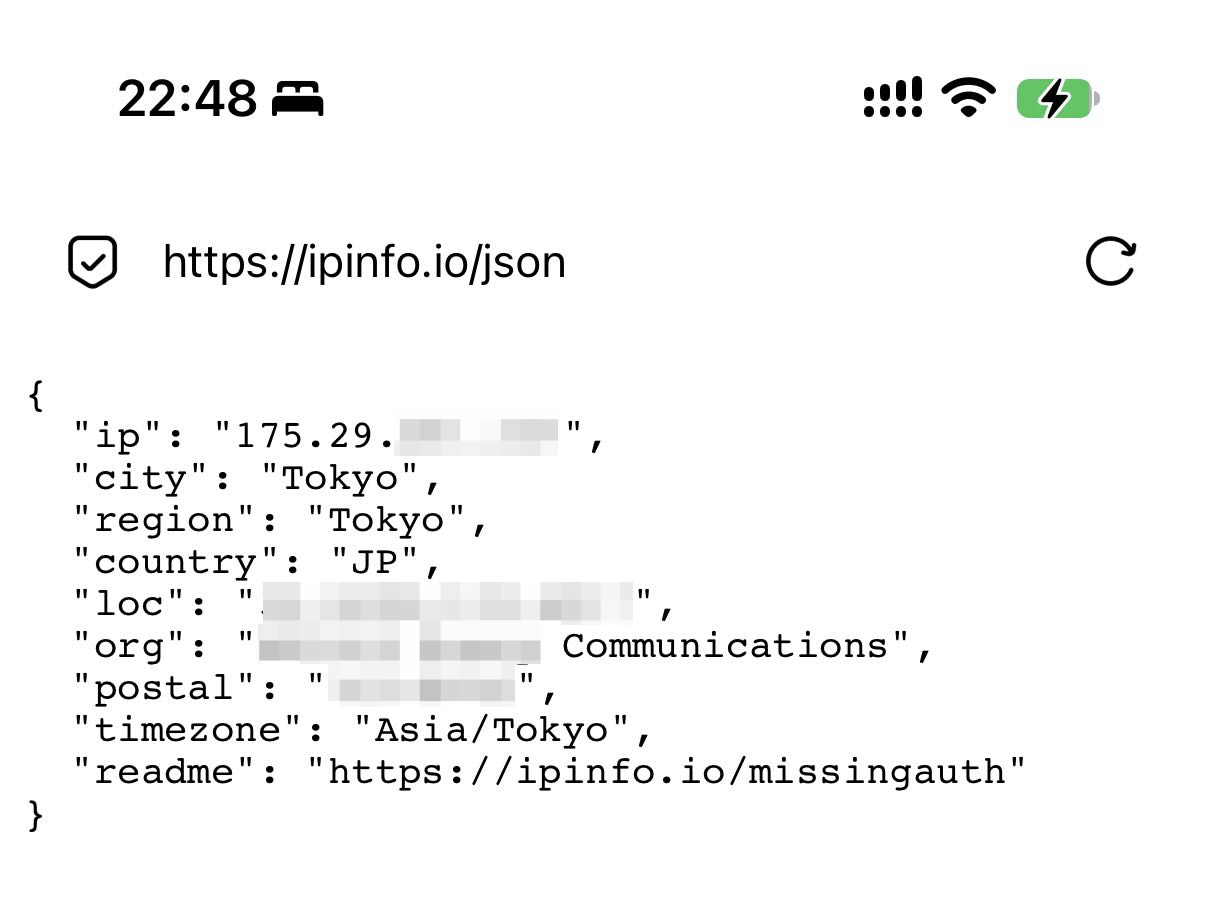 22:48
https://ipinfo.io/json
{
"ip": "175.29.",
"city": "Tokyo",
"region": "Tokyo",
"country": "JP",
"loc": "",
"org": " Communications",
"postal": "",
"timezone": "Asia/Tokyo",
"readme": "https://ipinfo.io/missingauth"
}